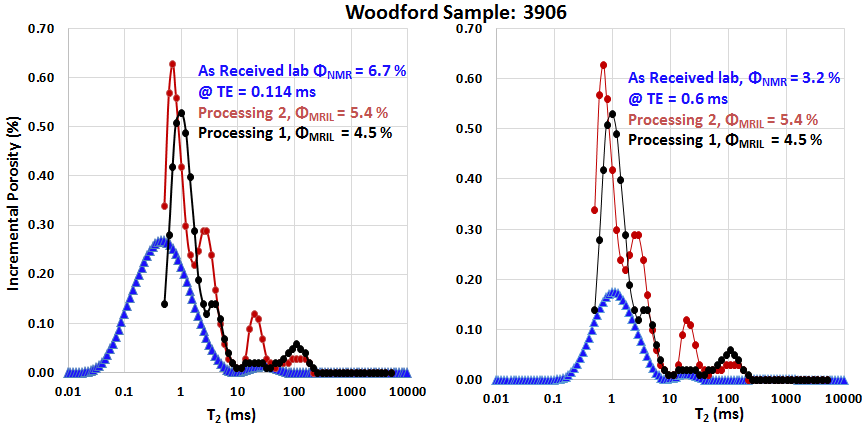 Woodford Sample: 3906
Incremental Porosity (%)
0.70
0.60
0.50
0.40
0.30
0.20
0.10
0.00
As Received lab ΦNMR = 6.7 %
@ TE = 0.114 ms
Processing 2, ΦMRIL = 5.4 %
Processing 1, ΦMRIL = 4.5 %
0.01 0.1 1 10 100 1000 10000
T2 (ms)
0.70
0.60
0.50
0.40
0.30
0.20
0.10
0.00
As Received lab, ΦNMR = 3.2 %
@ TE = 0.6 ms
Processing 2, ΦMRIL = 5.4 %
Processing 1, ΦMRIL = 4.5 %
0.01 0.1 1 10 100 1000 10000
T2 (ms)